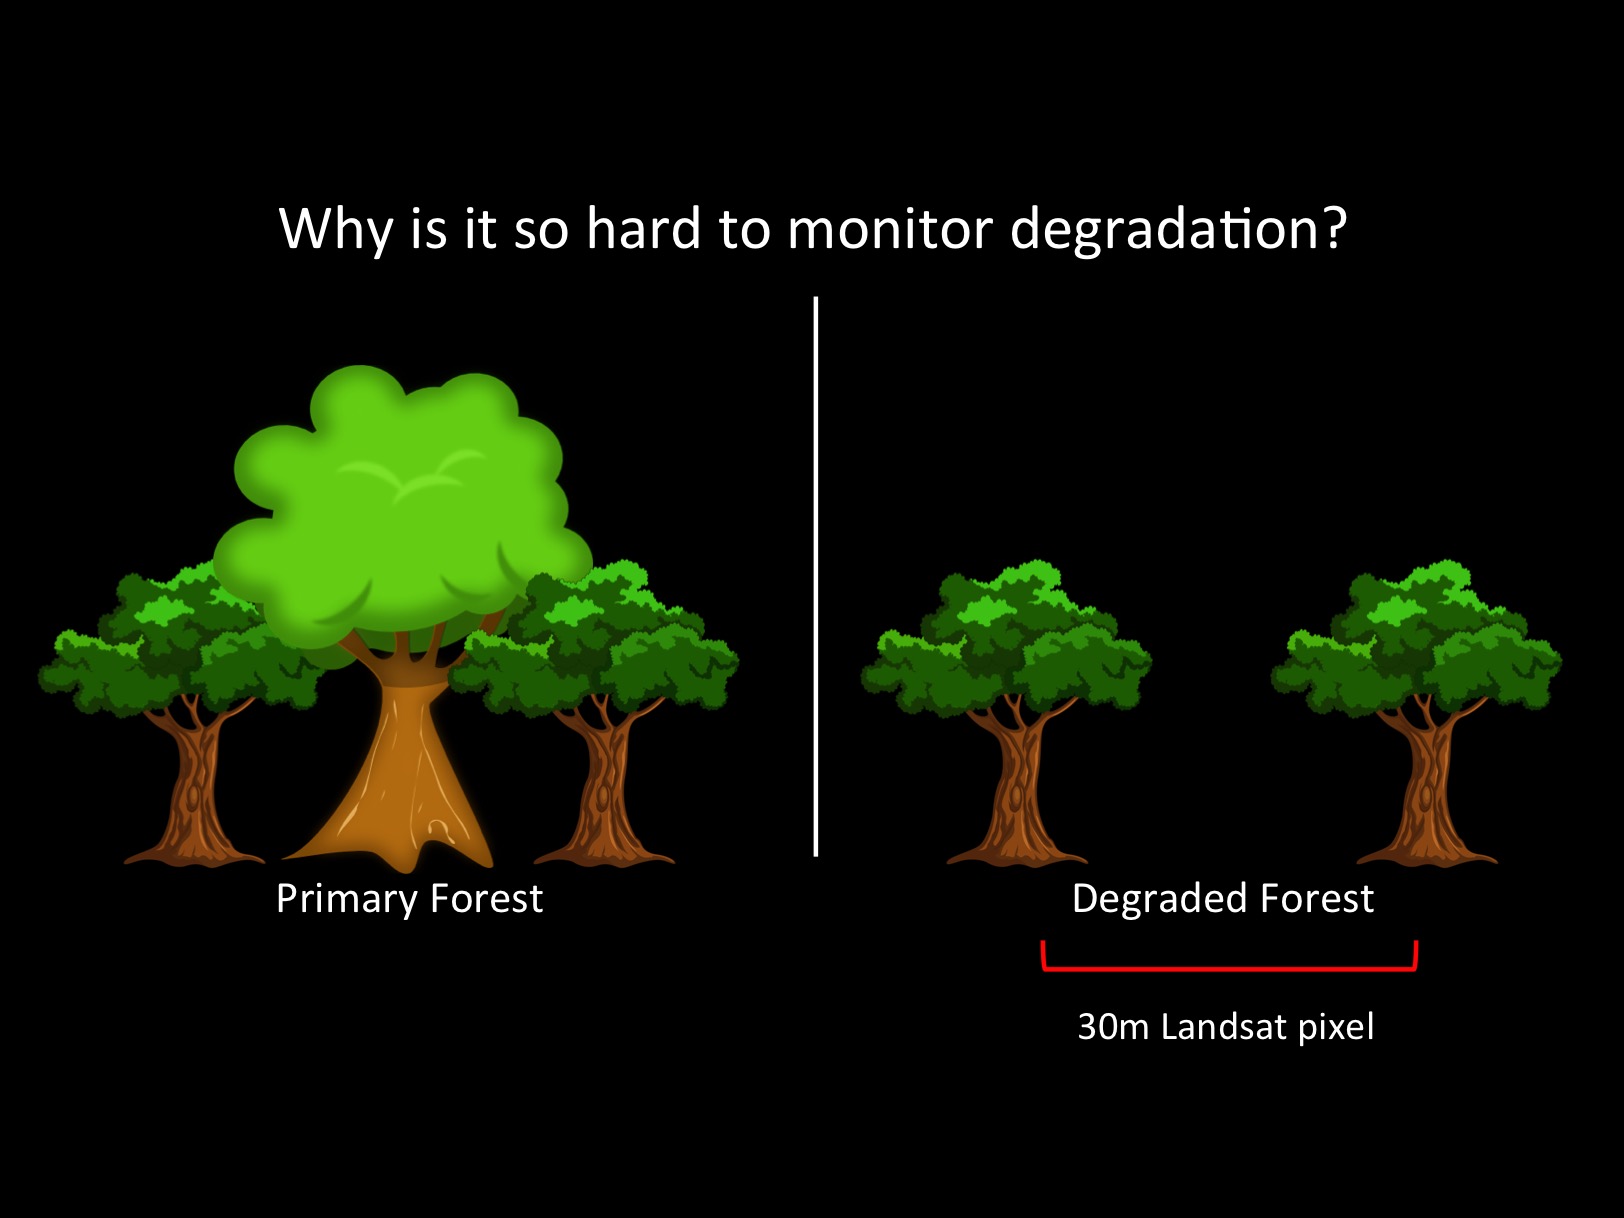 Why is it so hard to monitor degradation?
Primary Forest
Degraded Forest
30m Landsat pixel